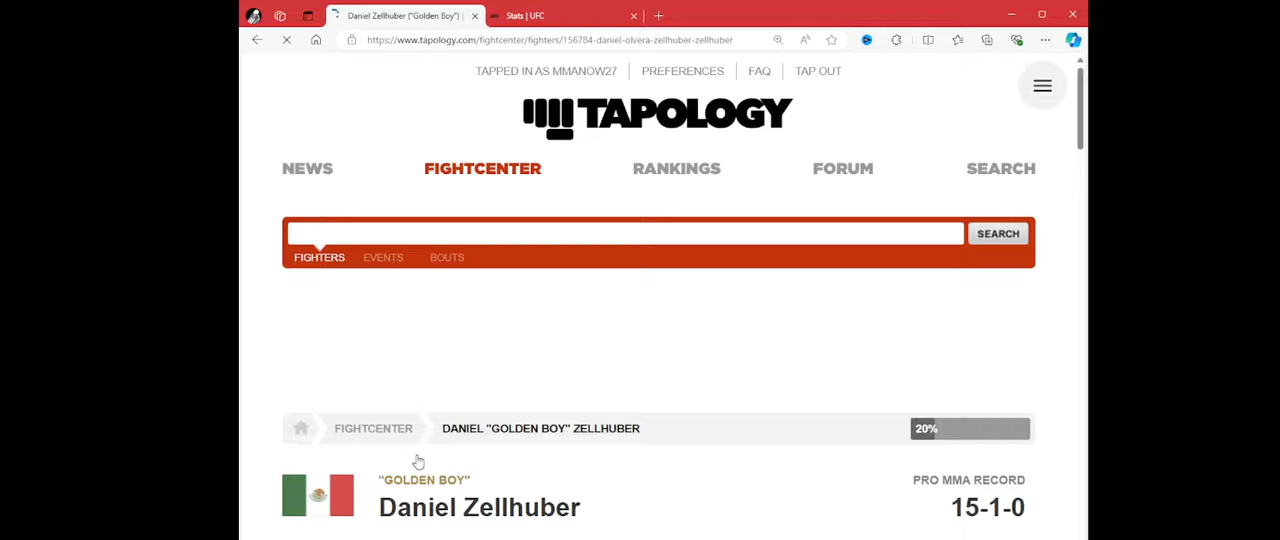 Daniel Zellhuber ("Golden Boy") |
Stats | UFC
https://www.tapology.com/fightcenter/fighters/156784-daniel-olvera-zellhuber-zellhuber
TAPPED IN AS MMANOW27 PREFERENCES FAQ TAP OUT
TAPOLOGY
NEWS FIGHTCENTER RANKINGS FORUM SEARCH
SEARCH
FIGHTERS EVENTS BOUTS
FIGHTCENTER DANIEL "GOLDEN BOY" ZELLHUBER 20%
"GOLDEN BOY" PRO MMA RECORD
Daniel Zellhuber 15-1-0